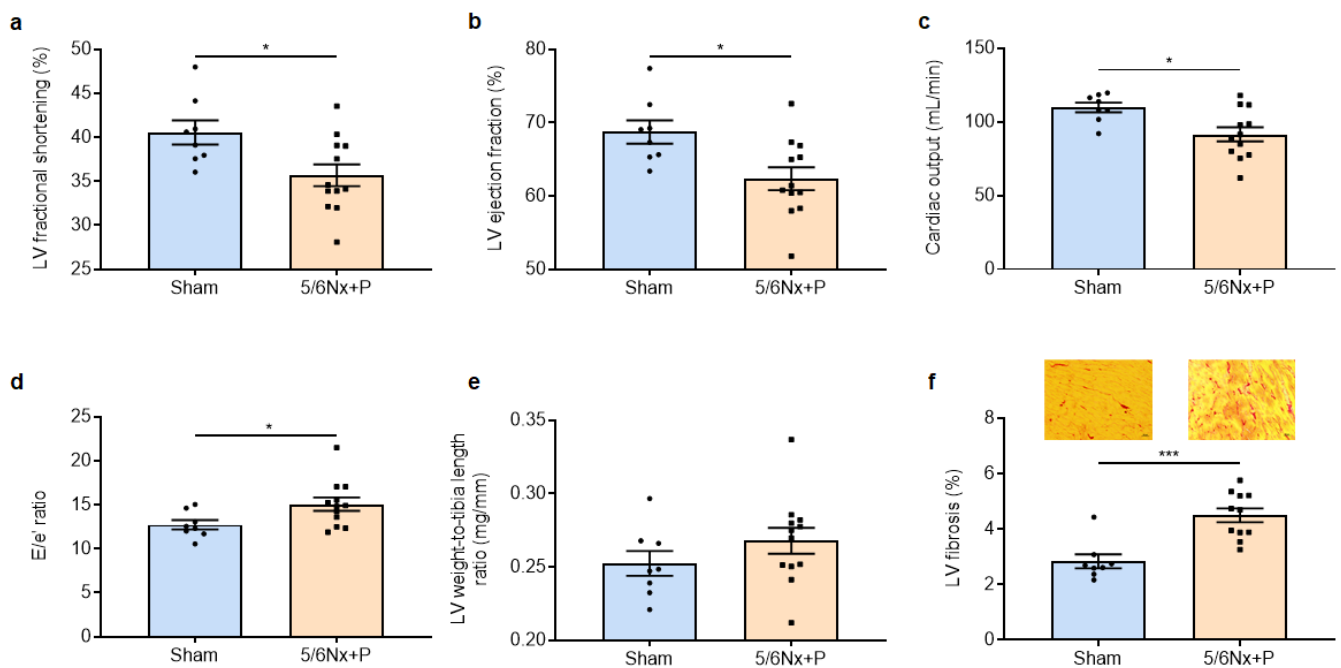 a
LV fractional shortening (%)
50
45
40
35
30
25
*
Sham
5/6Nx+P
b
LV ejection fraction (%)
80
70
60
50
*
Sham
5/6Nx+P
c
Cardiac output (mL/min)
150
100
50
0
*
Sham
5/6Nx+P
d
E/e' ratio
25
20
15
10
5
0
*
Sham
5/6Nx+P
e
LV weight-to-tibia length
ratio (mg/mm)
0.35
0.30
0.25
0.20
Sham
5/6Nx+P
f
LV fibrosis (%)
8
6
4
2
0
***
Sham
5/6Nx+P